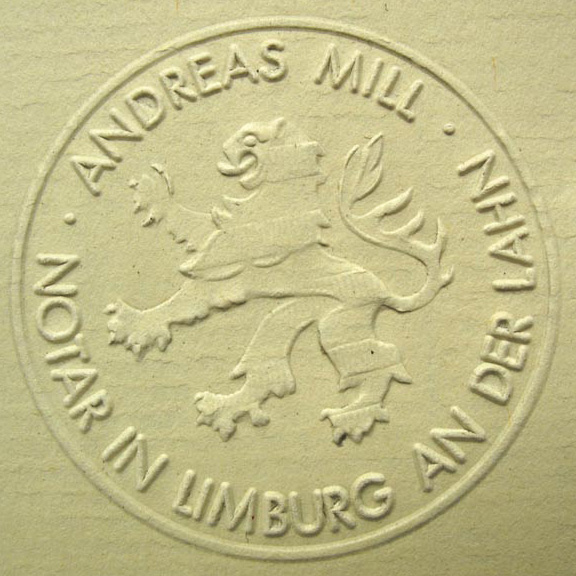 ANDREAS MILL
NOTAR IN LIMBURG AN DER LAHN